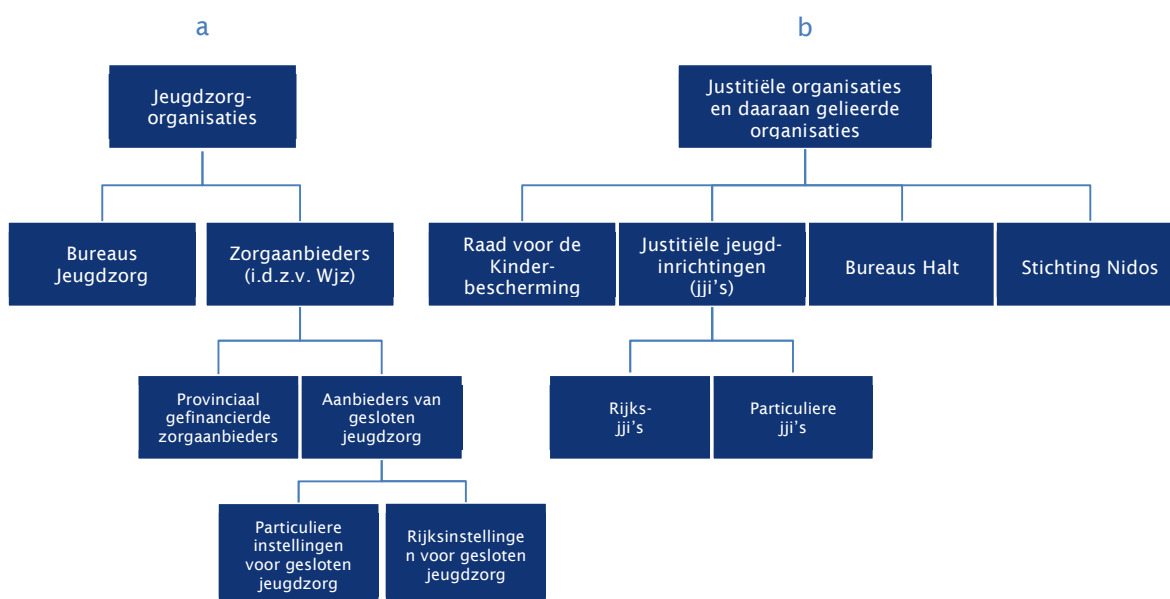 a
b
Jeugdzorg-
organisaties
Justitiële organisaties
en daaraan gelieerde
organisaties
Bureaus
Jeugdzorg
Zorgaanbieders
(i.d.z.v. Wjz)
Raad voor de
Kinder-
bescherming
Justitiële jeugd-
inrichtingen
(jji's)
Bureaus Halt
Stichting Nidos
Provinciaal
gefinancierde
zorgaanbieders
Aanbieders van
gesloten
jeugdzorg
Rijks-
jji's
Particuliere
jji's
Particuliere
instellingen
voor gesloten
jeugdzorg
Rijksinstellinge
n voor gesloten
jeugdzorg